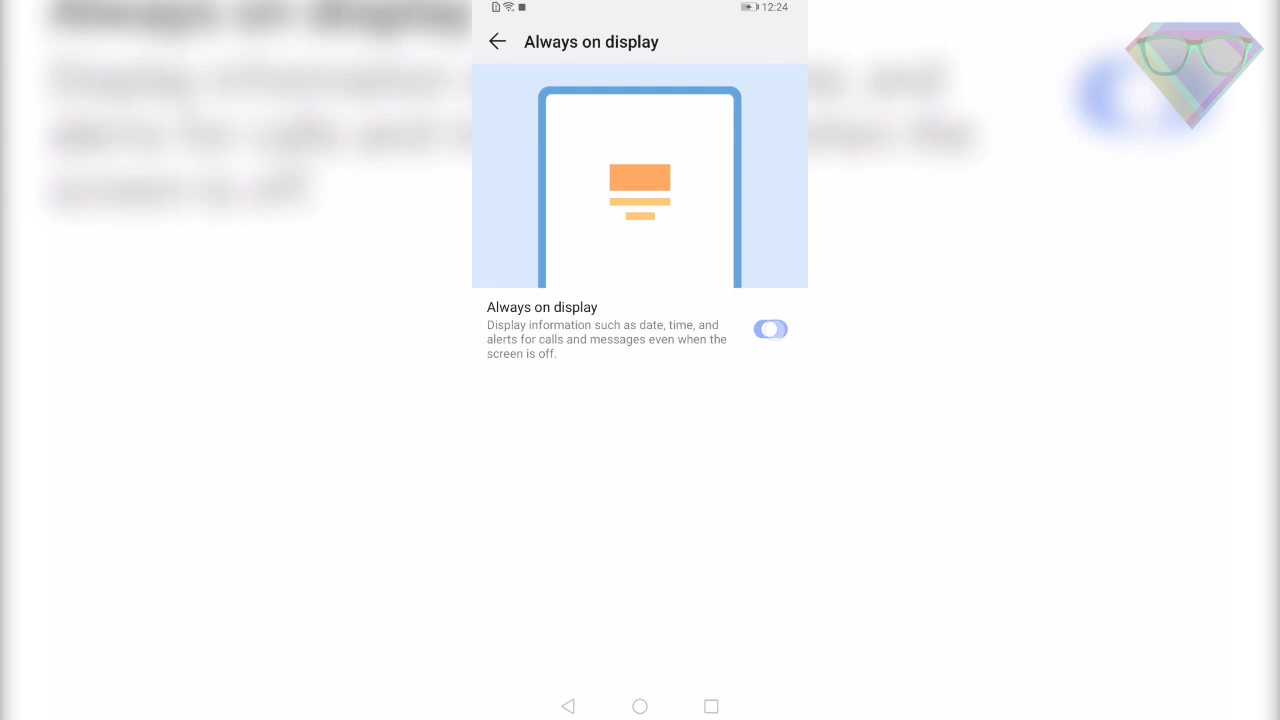 12:24
Always on display
Always on display
Display information such as date, time, and
alerts for calls and messages even when the
screen is off.